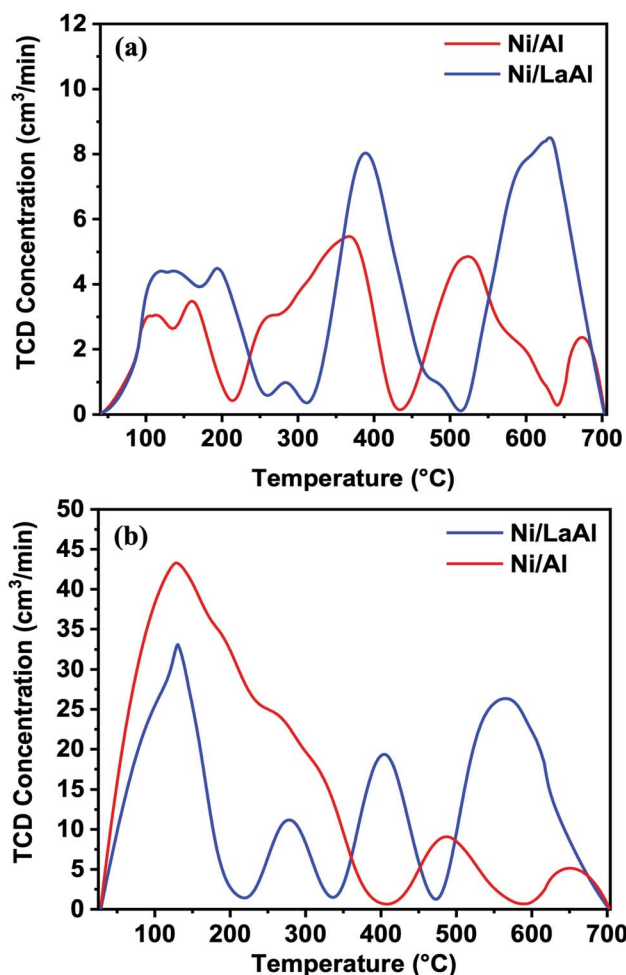 (a)
Ni/Al
Ni/LaAl
TCD Concentration (cm³/min)
12
10
8
6
4
2
0
100 200 300 400 500 600 700
Temperature (°C)
(b)
Ni/LaAl
Ni/Al
TCD Concentration (cm³/min)
50
45
40
35
30
25
20
15
10
5
0
100 200 300 400 500 600 700
Temperature (°C)